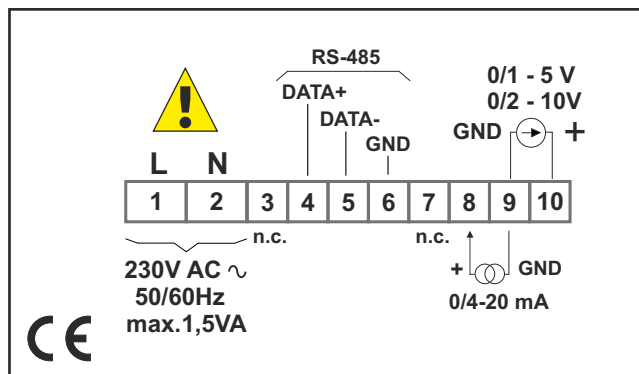 RS-485
DATA+
DATA-
GND
0/1 - 5 V
0/2 - 10V
GND +
L N
1 2 3 4 5 6 7 8 9 10
n.c. n.c.
230V AC ∿
50/60Hz
max.1,5VA
+ GND
0/4-20 mA
CE